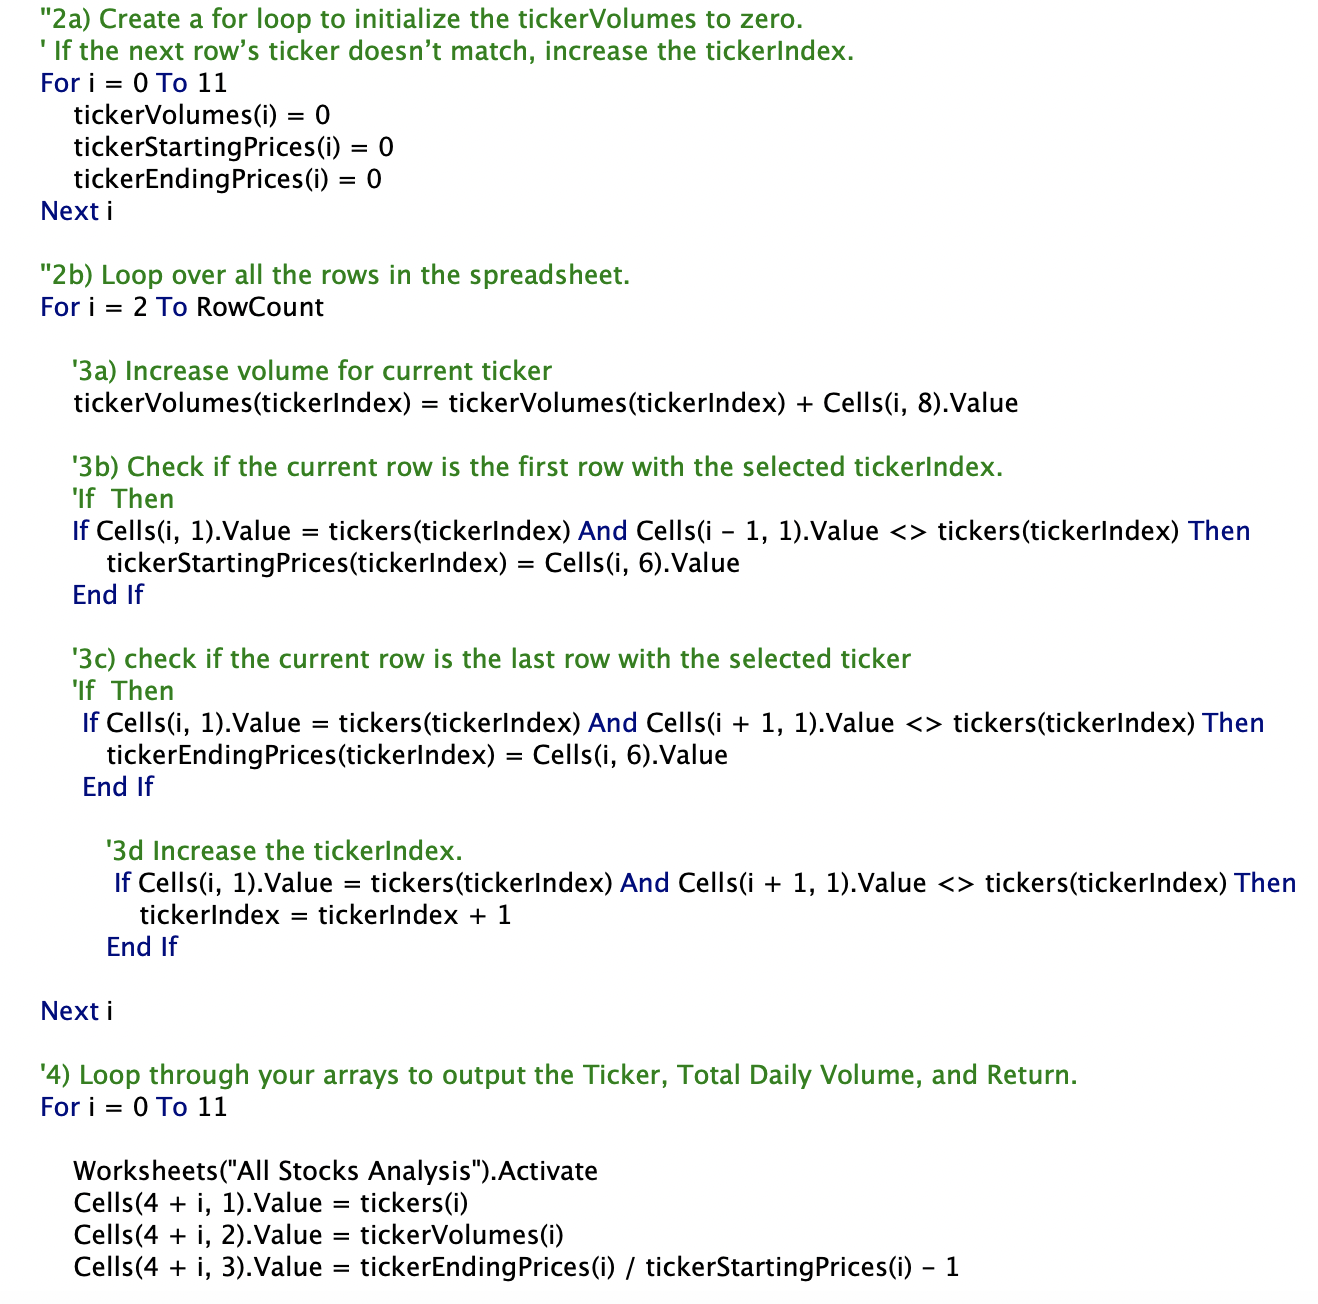 "2a) Create a for loop to initialize the tickerVolumes to zero.
' If the next row’s ticker doesn’t match, increase the tickerIndex.
For i = 0 To 11
tickerVolumes(i) = 0
tickerStartingPrices(i) = 0
tickerEndingPrices(i) = 0
Next i
"2b) Loop over all the rows in the spreadsheet.
For i = 2 To RowCount
'3a) Increase volume for current ticker
tickerVolumes(tickerIndex) = tickerVolumes(tickerIndex) + Cells(i, 8).Value
'3b) Check if the current row is the first row with the selected tickerIndex.
'If  Then
If Cells(i, 1).Value = tickers(tickerIndex) And Cells(i - 1, 1).Value <> tickers(tickerIndex) Then
tickerStartingPrices(tickerIndex) = Cells(i, 6).Value
End If
'3c) check if the current row is the last row with the selected ticker
'If  Then
If Cells(i, 1).Value = tickers(tickerIndex) And Cells(i + 1, 1).Value <> tickers(tickerIndex) Then
tickerEndingPrices(tickerIndex) = Cells(i, 6).Value
End If
'3d Increase the tickerIndex.
If Cells(i, 1).Value = tickers(tickerIndex) And Cells(i + 1, 1).Value <> tickers(tickerIndex) Then
tickerIndex = tickerIndex + 1
End If
Next i
'4) Loop through your arrays to output the Ticker, Total Daily Volume, and Return.
For i = 0 To 11
Worksheets("All Stocks Analysis").Activate
Cells(4 + i, 1).Value = tickers(i)
Cells(4 + i, 2).Value = tickerVolumes(i)
Cells(4 + i, 3).Value = tickerEndingPrices(i) / tickerStartingPrices(i) - 1